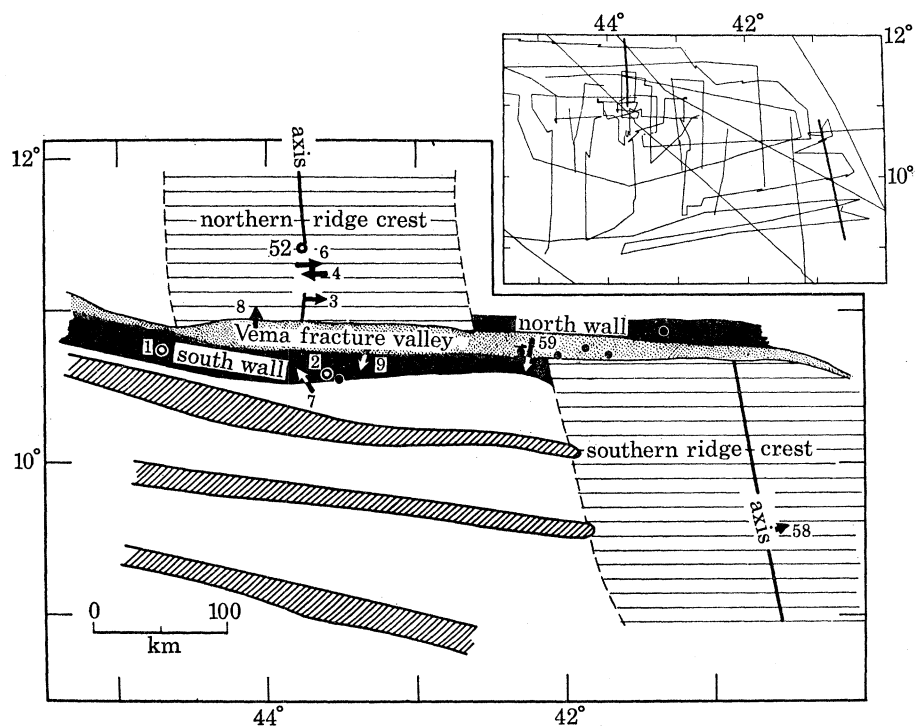 44° 42° 12°
10°
12°
axis
northern ridge crest
52 6
4
3
8
Vema fracture valley
north wall
1 south wall 2 9 59
7
10°
southern ridge crest
axis
58
0 100
km
44° 42°